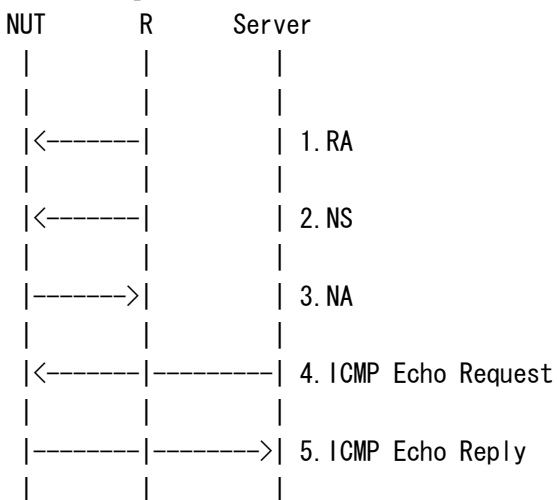 NUT R Server
1. RA
2. NS
3. NA
4. ICMP Echo Request
5. ICMP Echo Reply